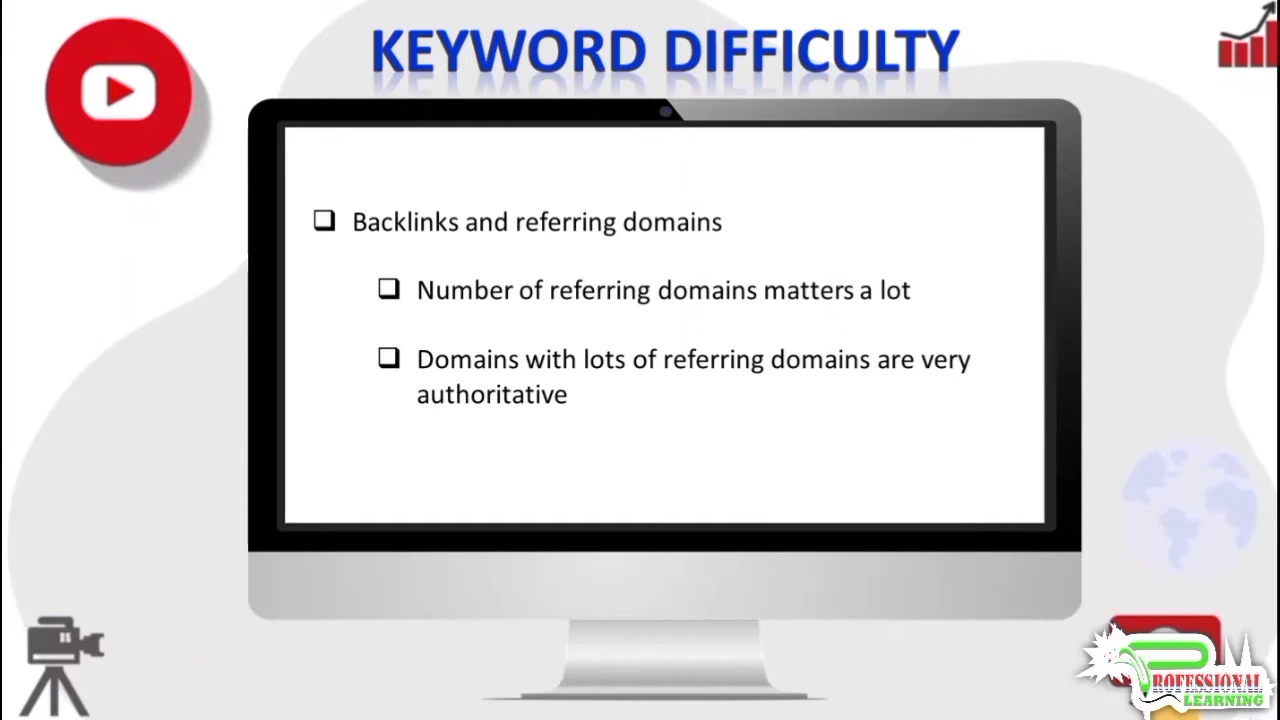 KEYWORD DIFFICULTY
Backlinks and referring domains
Number of referring domains matters a lot
Domains with lots of referring domains are very
authoritative
PROFESSIONAL
LEARNING